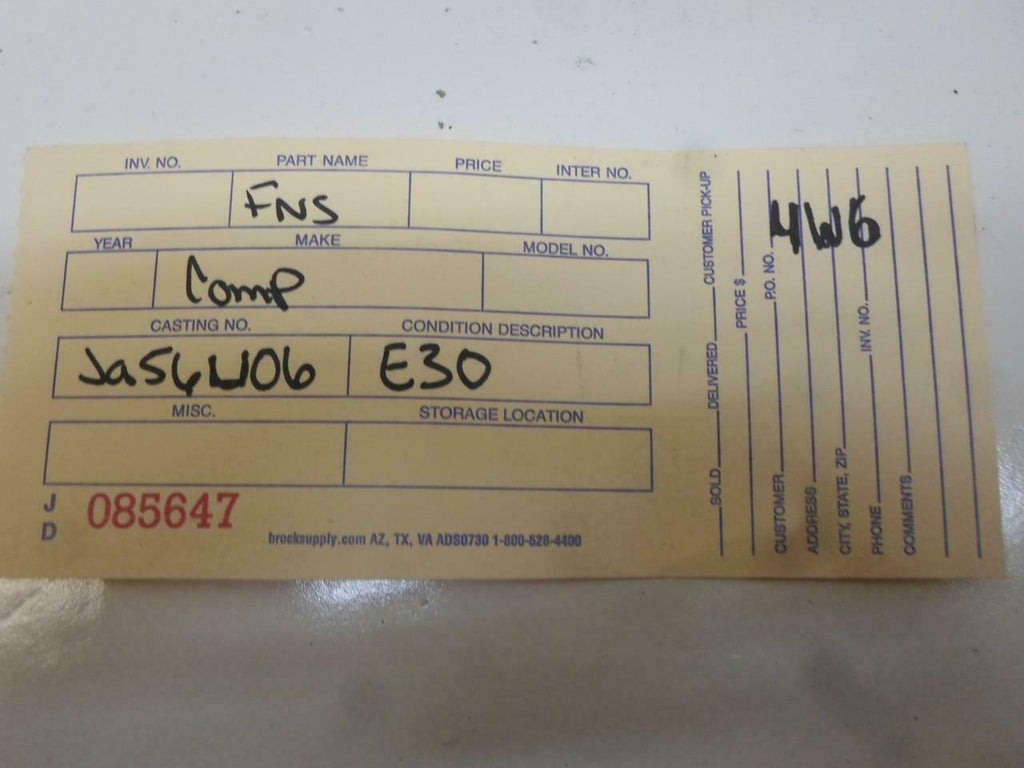 INV. NO. PART NAME PRICE INTER NO.
FNS
YEAR MAKE MODEL NO.
Comp
CASTING NO. CONDITION DESCRIPTION
E30
MISC. STORAGE LOCATION
J D 085647
brocksupply.com AZ, TX, VA ADS0730 1-800-528-4400
SOLD DELIVERED CUSTOMER PICK-UP
PRICE $
CUSTOMER P.O. NO.
ADDRESS
CITY, STATE, ZIP
PHONE INV. NO.
COMMENTS
4W6